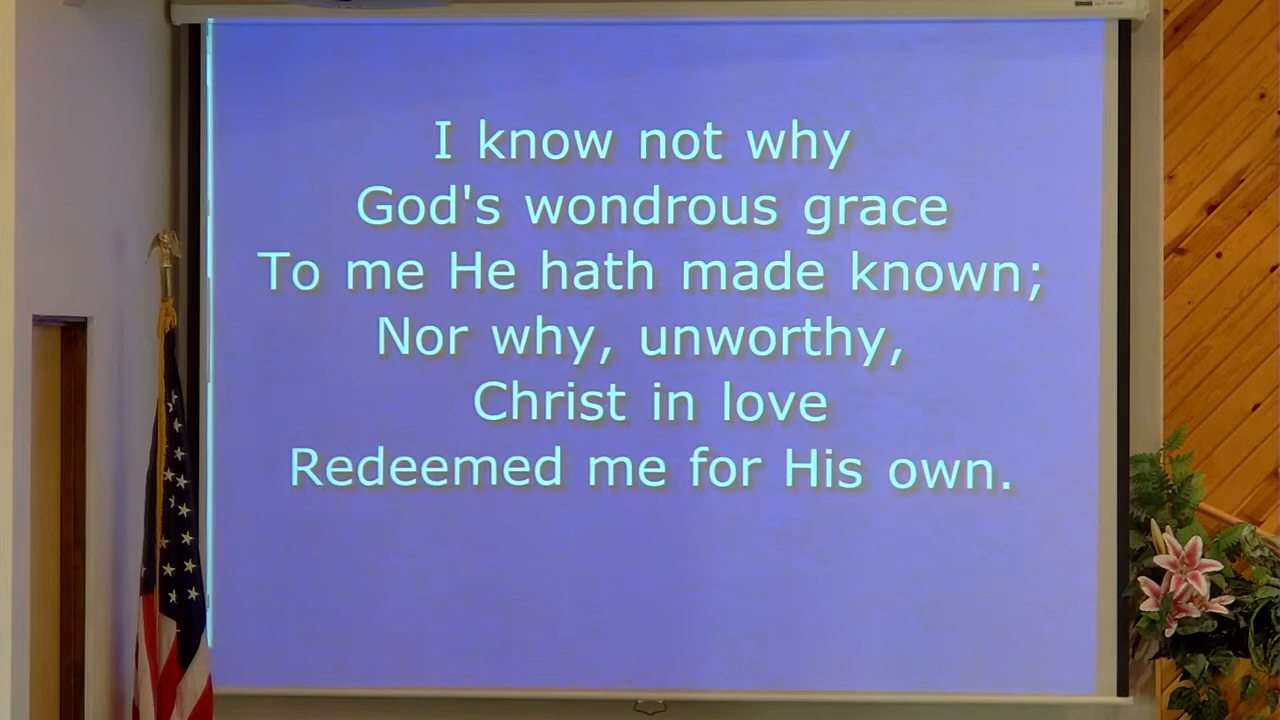 I know not why
God's wondrous grace
To me He hath made known;
Nor why, unworthy,
Christ in love
Redeemed me for His own.